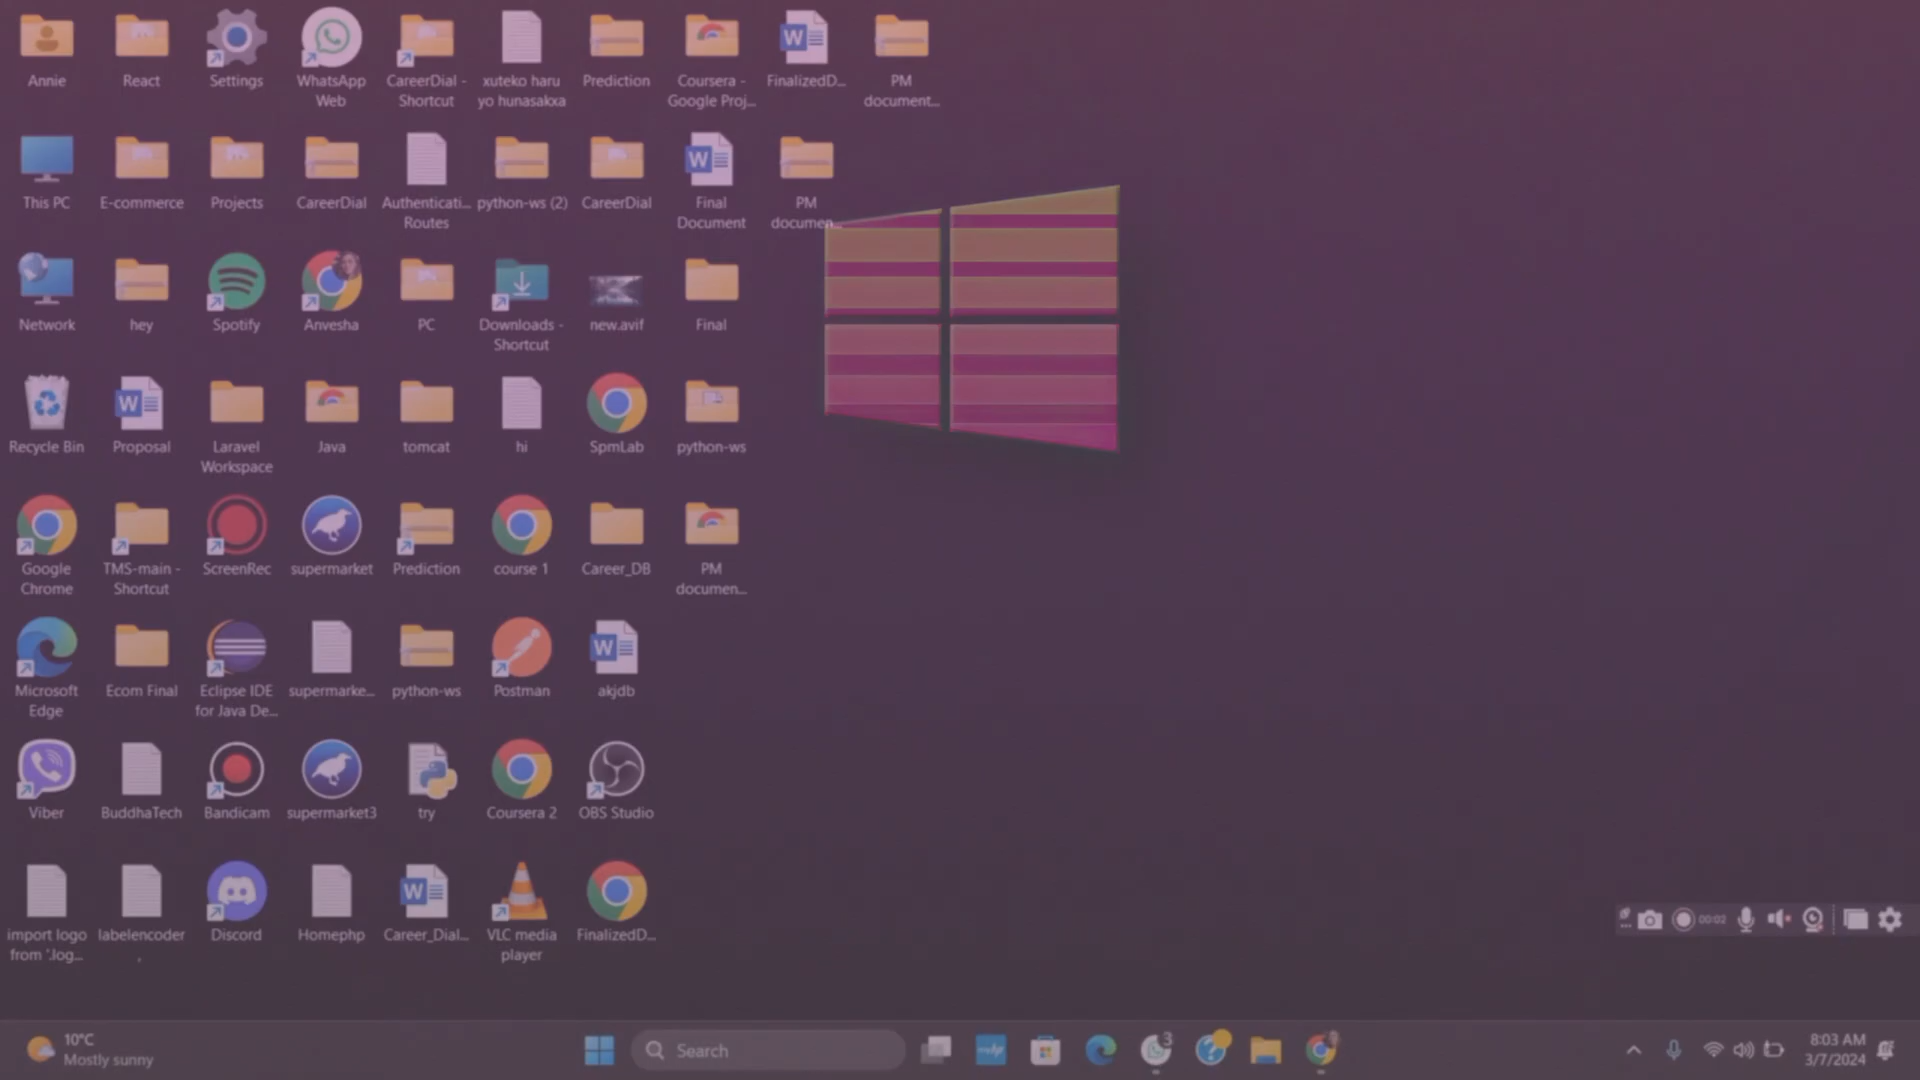 Annie
React
Settings
WhatsApp
Web
CareerDial -
Shortcut
xuteko haru
yo hunasakxa
Prediction
Coursera -
Google Proj...
FinalizedD...
PM
document...
This PC
E-commerce
Projects
CareerDial
Authenticati...
Routes
python-ws (2)
CareerDial
Final
Document
PM
documen...
Network
hey
Spotify
Anvesha
PC
Downloads -
Shortcut
new.avif
Final
Recycle Bin
Proposal
Laravel
Workspace
Java
tomcat
hi
SpmLab
python-ws
Google
Chrome
TMS-main -
Shortcut
ScreenRec
supermarket
Prediction
course 1
Career_DB
PM
documen...
Microsoft
Edge
Ecom Final
Eclipse IDE
for Java De...
supermarke...
python-ws
Postman
akjdb
Viber
BuddhaTech
Bandicam
supermarket3
try
Coursera 2
OBS Studio
import logo
from '.log...
labelencoder
,
Discord
Homephp
Career_Dial...
VLC media
player
FinalizedD...
00:02
10°C
Mostly sunny
Search
3
8:03 AM
3/7/2024